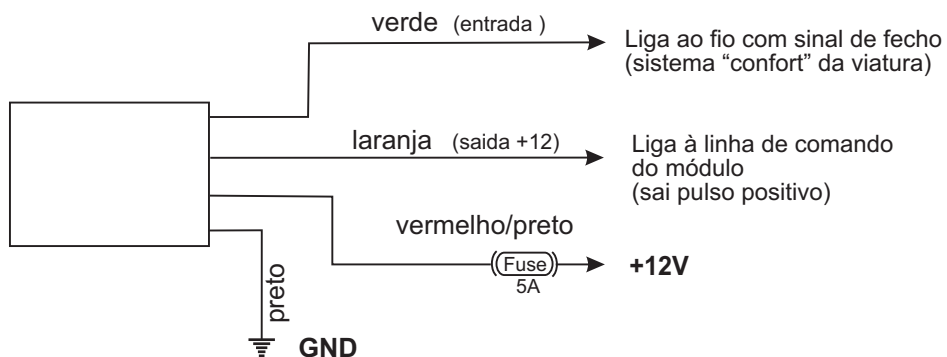 verde (entrada )
Liga ao fio com sinal de fecho
(sistema “confort” da viatura)
laranja (saida +12)
Liga à linha de comando
do módulo
(sai pulso positivo)
vermelho/preto
Fuse
5A
+12V
preto
GND